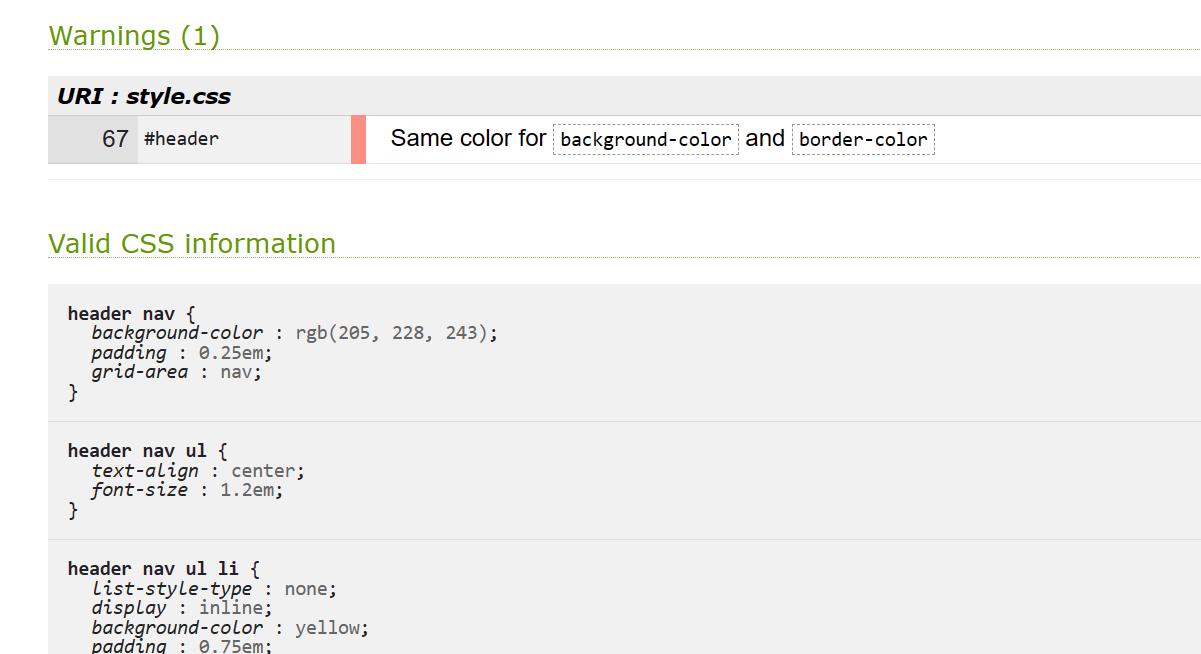 Warnings (1)
URI : style.css
67 #header Same color for background-color and border-color
Valid CSS information
header nav {
background-color : rgb(205, 228, 243);
padding : 0.25em;
grid-area : nav;
}
header nav ul {
text-align : center;
font-size : 1.2em;
}
header nav ul li {
list-style-type : none;
display : inline;
background-color : yellow;
padding : 0.75em;